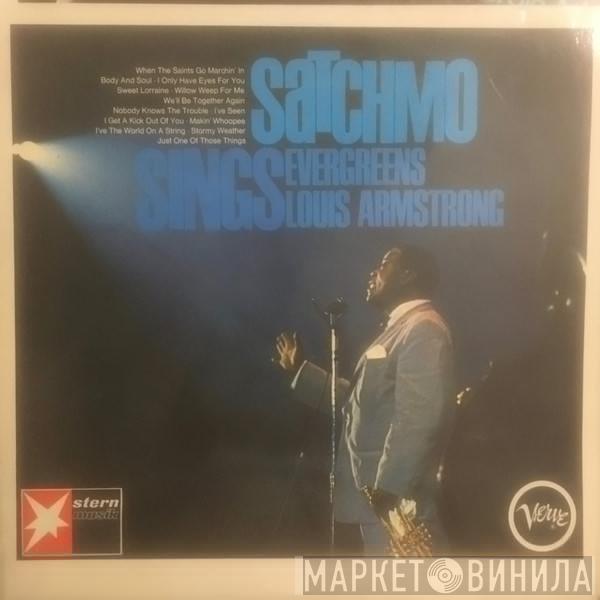 When The Saints Go Marchin' In
Body And Soul · I Only Have Eyes For You
Sweet Lorraine · Willow Weep For Me
We'll Be Together Again
Nobody Knows The Trouble · I've Seen
I Get A Kick Out Of You · Makin' Whoopee
I've The World On A String · Stormy Weather
Just One Of Those Things
SATCHMO
SINGS EVERGREENS
LOUIS ARMSTRONG
stern
musik
VERVE
МАРКЕТ ВИНИЛА